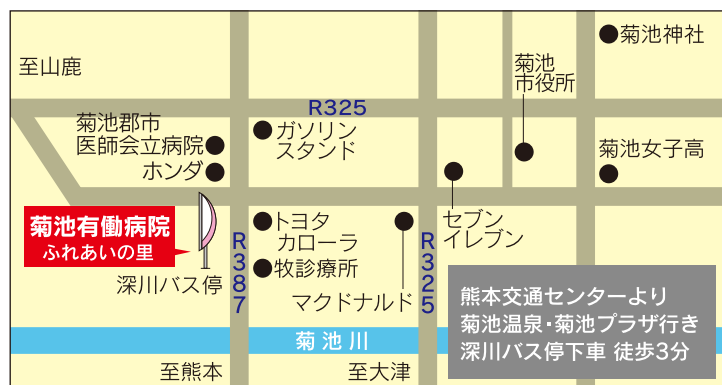 菊池神社
至山鹿
菊池
市役所
R325
菊池郡市
医師会立病院
ホンダ
ガソリン
スタンド
菊池女子高
菊池有働病院
ふれあいの里
深川バス停
トヨタ
カローラ
牧診療所
R387
マクドナルド
R325
セブン
イレブン
熊本交通センターより
菊池温泉・菊池プラザ行き
深川バス停下車 徒歩3分
菊池川
至熊本
至大津